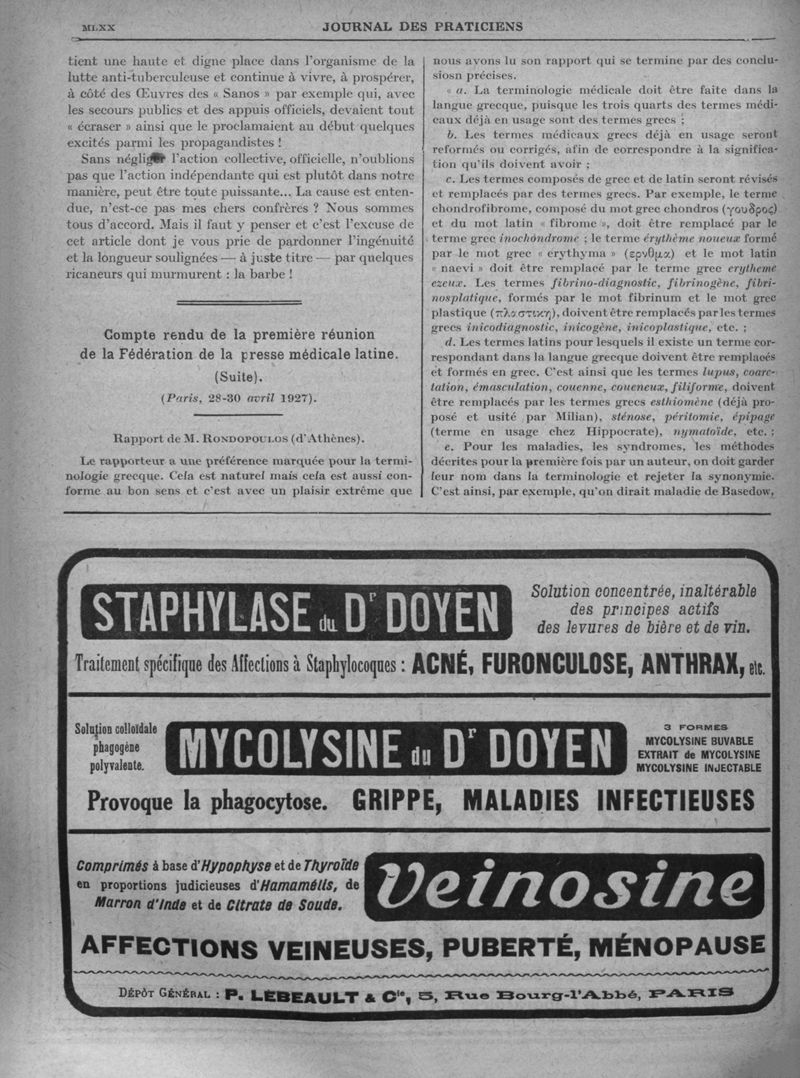 MLXX
JOURNAL DES PRATICIENS
tient une haute et digne place dans l'organisme de la
lutte anti-tuberculeuse et continue à vivre, à prospérer,
à côté des Œuvres des « Sanos » par exemple qui, avec
les secours publics et des appuis officiels, devaient tout
« écraser » ainsi que le proclamaient au début quelques
excités parmi les propagandistes !
Sans négliger l'action collective, officielle, n'oublions
pas que l'action indépendante qui est plutôt dans notre
manière, peut être toute puissante... La cause est enten-
due, n'est-ce pas mes chers confrères ? Nous sommes
tous d'accord. Mais il faut y penser et c'est l'excuse de
cet article dont je vous prie de pardonner l'ingénuité
et la longueur soulignées — à juste titre — par quelques
ricaneurs qui murmurent : la barbe !
Compte rendu de la première réunion
de la Fédération de la presse médicale latine.
(Suite).
(Paris, 28-30 avril 1927).
Rapport de M. RONDOPOULOS (d'Athènes).
Le rapporteur a une préférence marquée pour la termi-
nologie grecque. Cela est naturel mais cela est aussi con-
forme au bon sens et c'est avec un plaisir extrême que
nous avons lu son rapport qui se termine par des conclu-
siosn précises.
« a. La terminologie médicale doit être faite dans la
langue grecque, puisque les trois quarts des termes médi-
caux déjà en usage sont des termes grecs ;
b. Les termes médicaux grecs déjà en usage seront
reformés ou corrigés, afin de correspondre à la significa-
tion qu'ils doivent avoir ;
c. Les termes composés de grec et de latin seront révisés
et remplacés par des termes grecs. Par exemple, le terme
chondrofibrome, composé du mot grec chondros (γουδρος)
et du mot latin « fibrome », doit être remplacé par le
terme grec inochondrome ; le terme érythème noueux formé
par le mot grec « erythyma » (ερνθμα) et le mot latin
« naevi » doit être remplacé par le terme grec erytheme
ezeux. Les termes fibrino-diagnostic, fibrinogène, fibri-
nosplatique, formés par le mot fibrinum et le mot grec
plastique (πλαστικη), doivent être remplacés par les termes
grecs inicodiagnostic, inicogène, inicoplastique, etc. ;
d. Les termes latins pour lesquels il existe un terme cor-
respondant dans la langue grecque doivent être remplacés
et formés en grec. C'est ainsi que les termes lupus, coarc-
tation, émasculation, couenne, coueneux, filiforme, doivent
être remplacés par les termes grecs esthiomène (déjà pro-
posé et usité par Milian), sténose, péritomie, épipage
(terme en usage chez Hippocrate), nymatoïde, etc. ;
e. Pour les maladies, les syndromes, les méthodes
décrites pour la première fois par un auteur, on doit garder
leur nom dans la terminologie et rejeter la synonymie.
C'est ainsi, par exemple, qu'on dirait maladie de Basedow,
STAPHYLASE du Dr DOYEN
Solution concentrée, inaltérable
des principes actifs
des levures de bière et de vin.
Traitement spécifique des Affections à Staphylocoques : ACNÉ, FURONCULOSE, ANTHRAX, etc.
Solution colloïdale
phagogène
polyvalente.
MYCOLYSINE du Dr DOYEN
3 FORMES
MYCOLYSINE BUVABLE
EXTRAIT de MYCOLYSINE
MYCOLYSINE INJECTABLE
Provoque la phagocytose. GRIPPE, MALADIES INFECTIEUSES
Comprimés à base d'Hypophyse et de Thyroïde
en proportions judicieuses d'Hamamélis, de
Marron d'Inde et de Citrate de Soude.
Veinosine
AFFECTIONS VEINEUSES, PUBERTÉ, MÉNOPAUSE
DÉPÔT GÉNÉRAL : P. LEBEAULT & Cie, 5, Rue Bourg-l'Abbé, PARIS